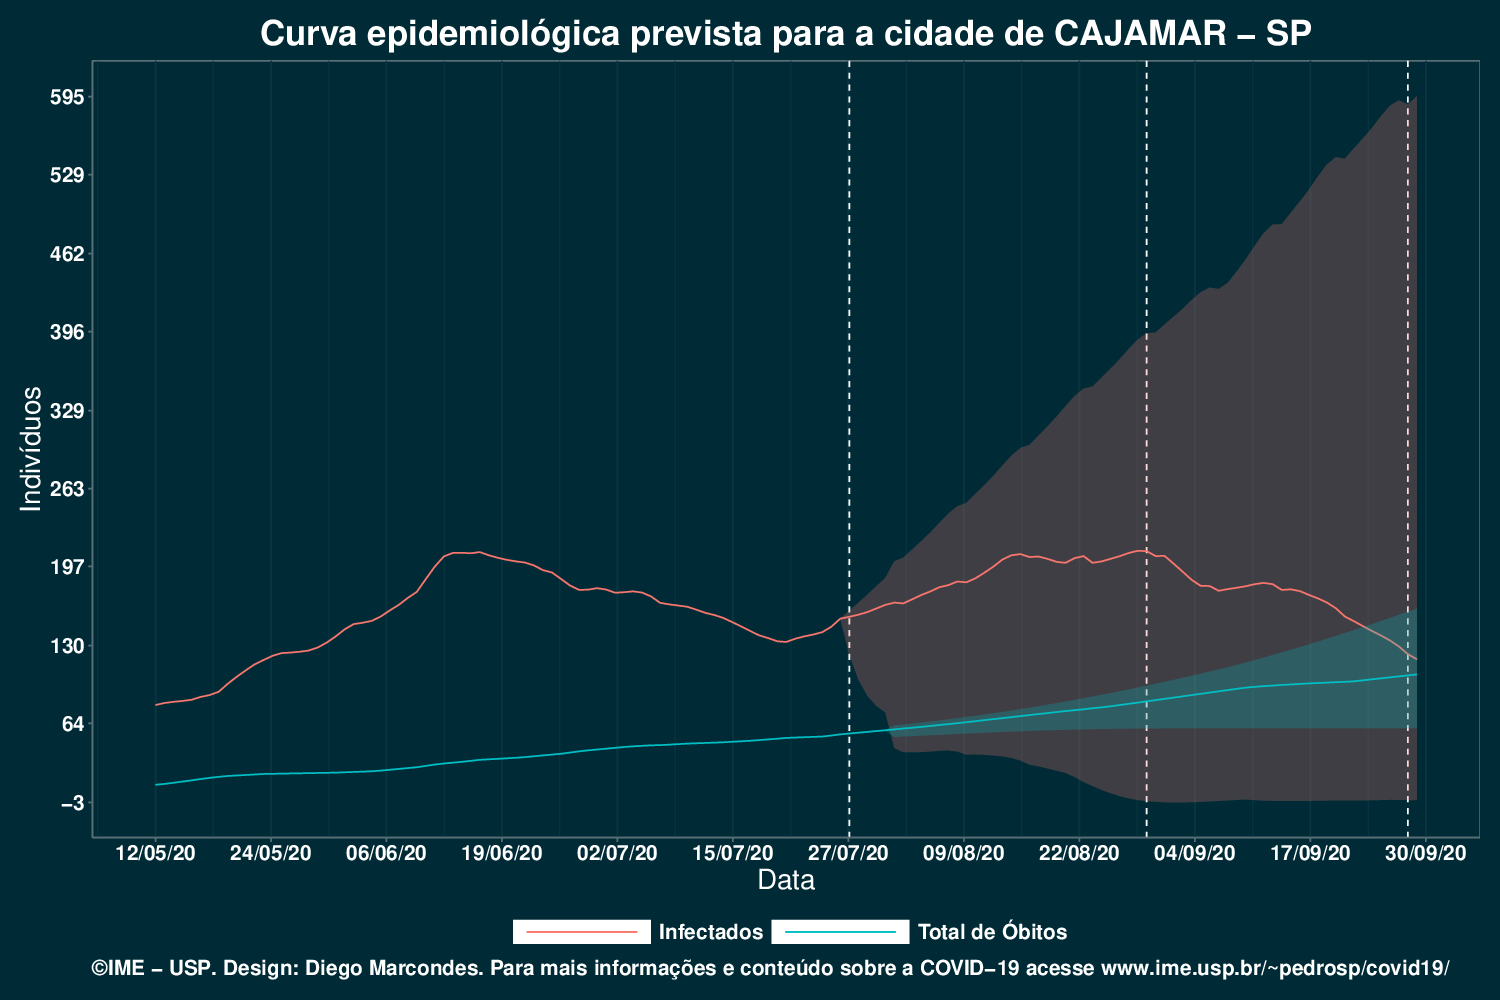 Curva epidemiológica prevista para a cidade de CAJAMAR – SP
595
529
462
396
329
263
197
130
64
−3
Indivíduos
12/05/20 24/05/20 06/06/20 19/06/20 02/07/20 15/07/20 27/07/20 09/08/20 22/08/20 04/09/20 17/09/20 30/09/20
Data
Infectados Total de Óbitos
©IME − USP. Design: Diego Marcondes. Para mais informações e conteúdo sobre a COVID−19 acesse www.ime.usp.br/~pedrosp/covid19/